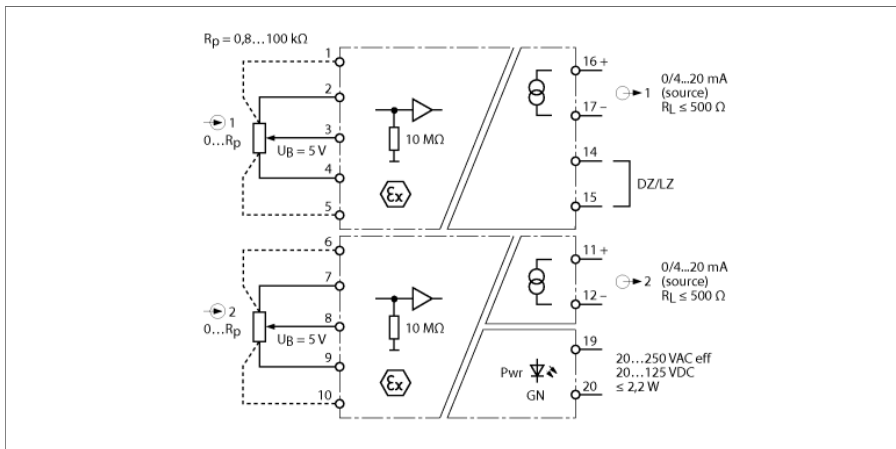 Rp = 0,8...100 kΩ
1
2
3
4
5
1
0...Rp
UB = 5 V
10 MΩ
εx
16 +
17 –
14
15
1
0/4...20 mA
(source)
RL ≤ 500 Ω
DZ/LZ
6
7
8
9
10
2
0...Rp
UB = 5 V
10 MΩ
εx
11 +
12 –
2
0/4...20 mA
(source)
RL ≤ 500 Ω
Pwr
GN
19
20
20...250 VAC eff
20...125 VDC
≤ 2,2 W